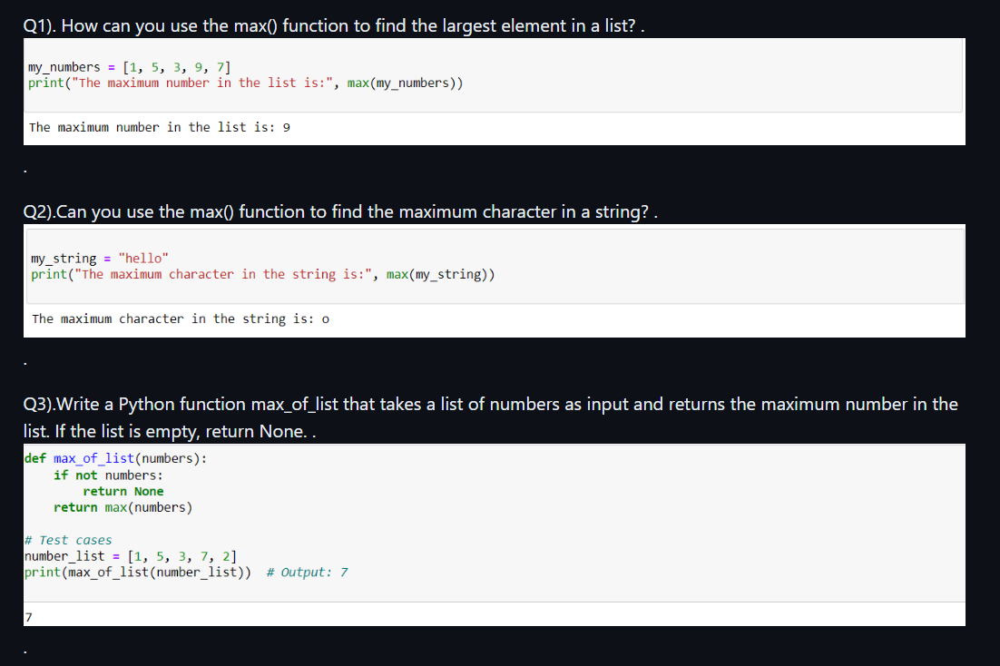 Q1). How can you use the max() function to find the largest element in a list? .
my_numbers = [1, 5, 3, 9, 7]
print("The maximum number in the list is:", max(my_numbers))
The maximum number in the list is: 9
.
Q2).Can you use the max() function to find the maximum character in a string? .
my_string = "hello"
print("The maximum character in the string is:", max(my_string))
The maximum character in the string is: o
.
Q3).Write a Python function max_of_list that takes a list of numbers as input and returns the maximum number in the
list. If the list is empty, return None. .
def max_of_list(numbers):
    if not numbers:
        return None
    return max(numbers)
# Test cases
number_list = [1, 5, 3, 7, 2]
print(max_of_list(number_list))  # Output: 7
7
.